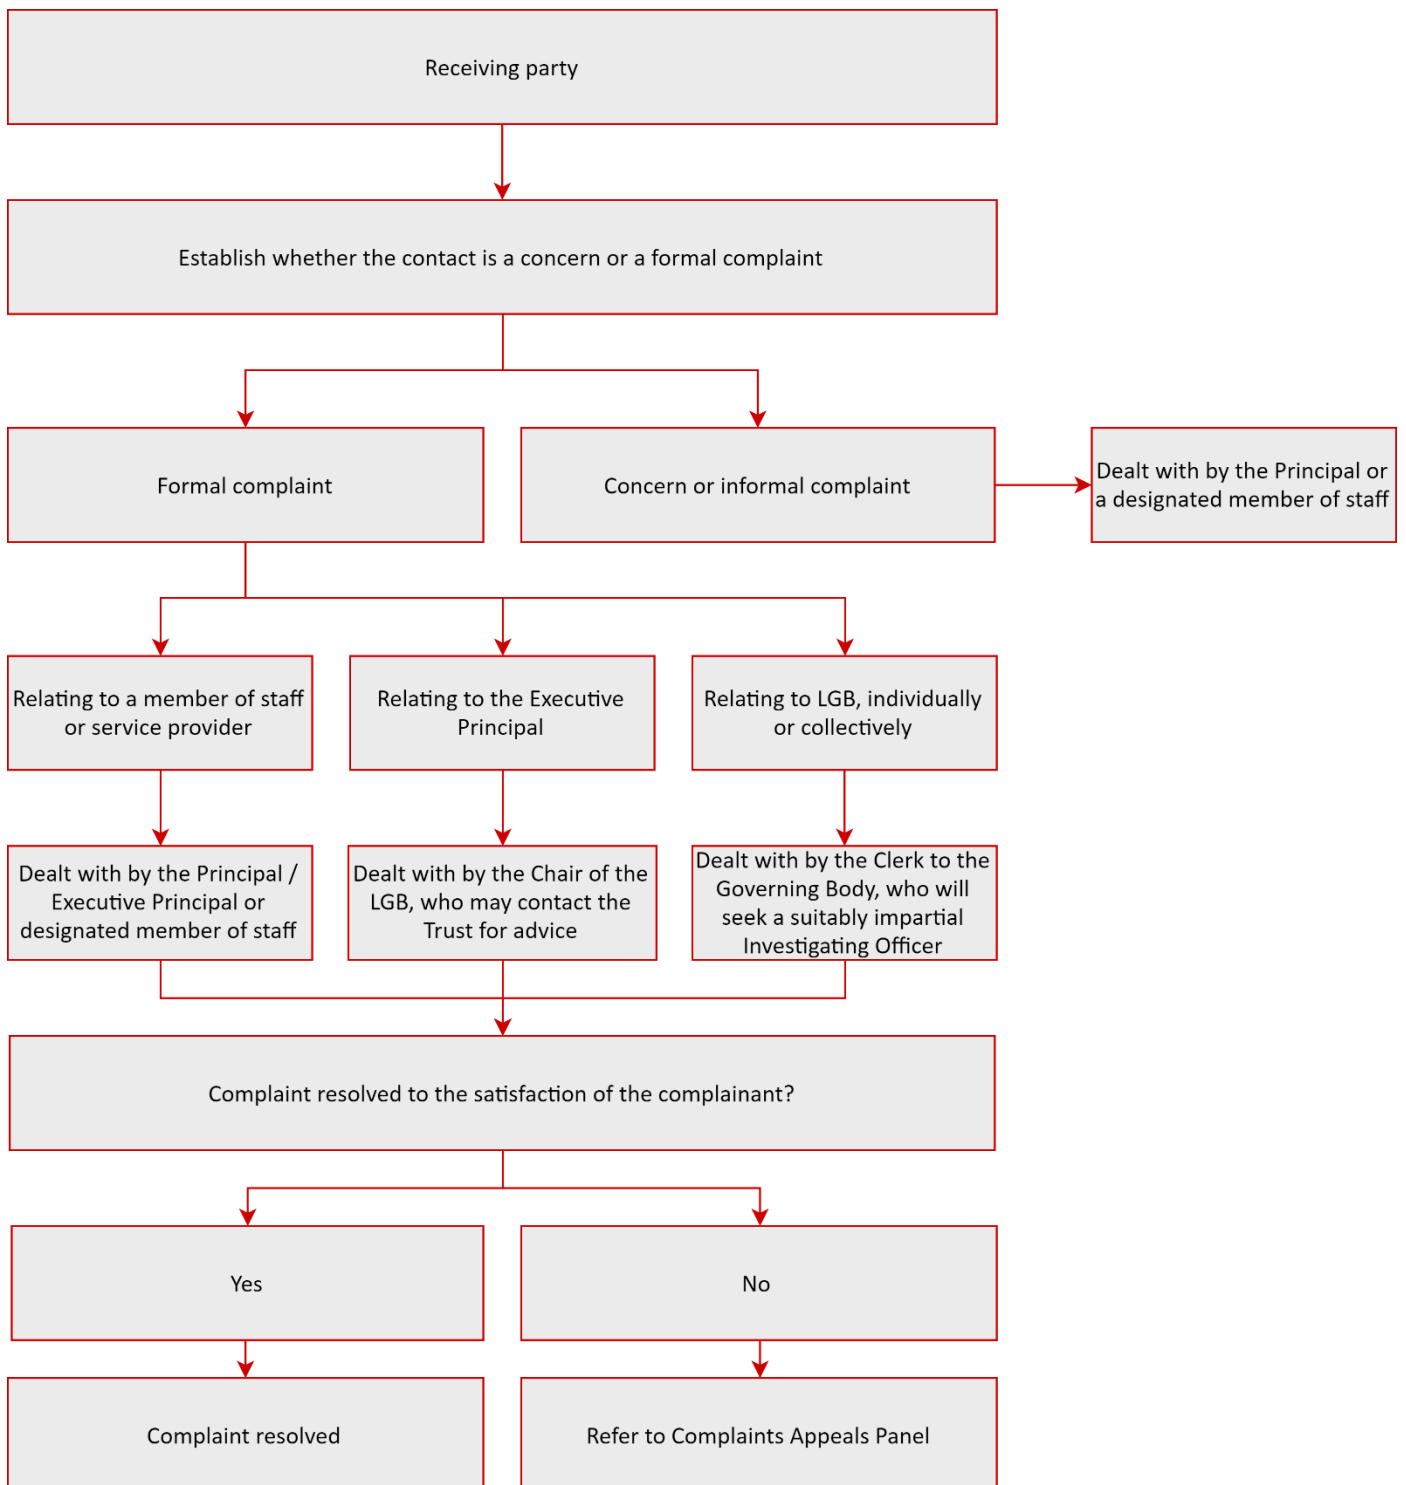 Receiving party
Establish whether the contact is a concern or a formal complaint
Formal complaint
Concern or informal complaint
Dealt with by the Principal or
a designated member of staff
Relating to a member of staff
or service provider
Relating to the Executive
Principal
Relating to LGB, individually
or collectively
Dealt with by the Principal /
Executive Principal or
designated member of staff
Dealt with by the Chair of the
LGB, who may contact the
Trust for advice
Dealt with by the Clerk to the
Governing Body, who will
seek a suitably impartial
Investigating Officer
Complaint resolved to the satisfaction of the complainant?
Yes
No
Complaint resolved
Refer to Complaints Appeals Panel